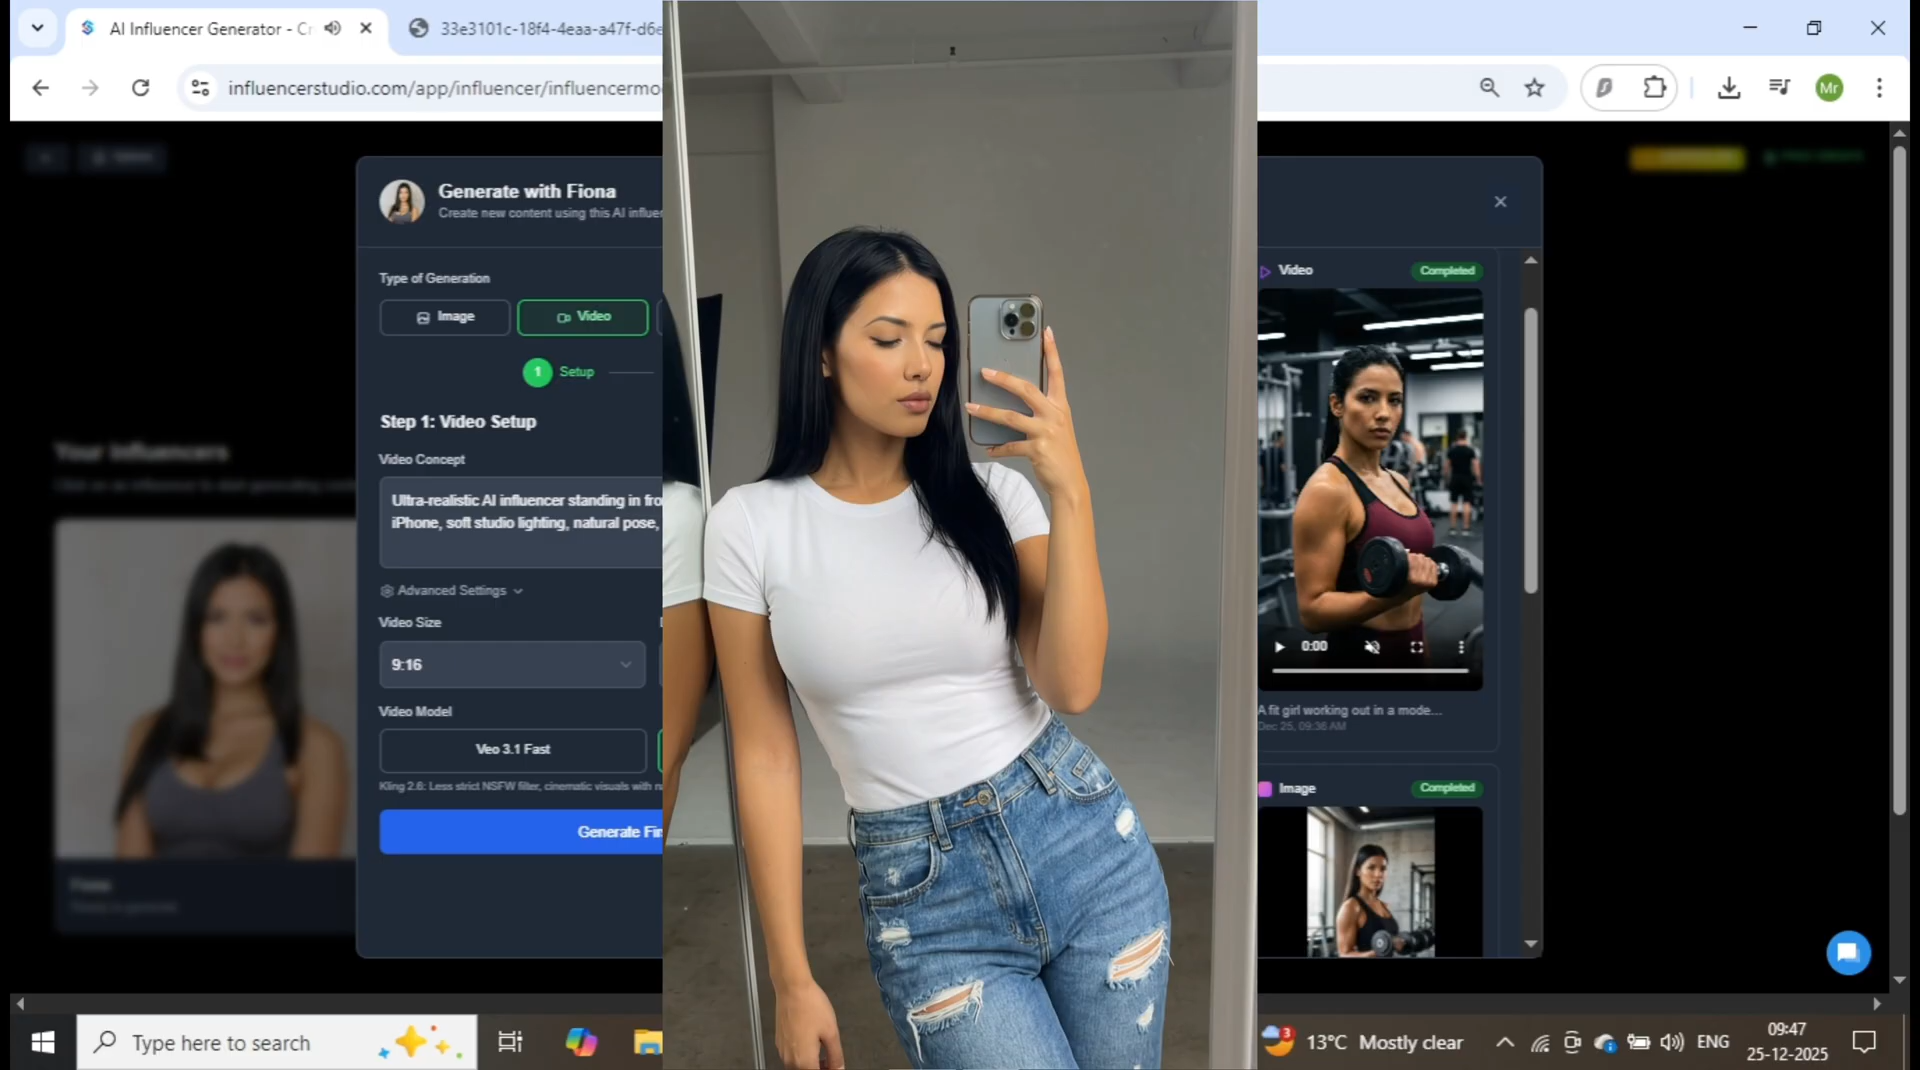 AI Influencer Generator - Cr
33e3101c-18f4-4eaa-a47f-d6e
influencerstudio.com/app/influencer/influencermo
Mr
Generate with Fiona
Create new content using this AI influe
Type of Generation
Image
Video
1 Setup
Step 1: Video Setup
Video Concept
Ultra-realistic AI influencer standing in fro
iPhone, soft studio lighting, natural pose,
Advanced Settings
Video Size
9:16
Video Model
Veo 3.1 Fast
Kling 2.6: Less strict NSFW filter, cinematic visuals with n
Generate Fi
Your Influencers
Video
Completed
0:00
A fit girl working out in a mode...
Dec 25, 09:36 AM
Image
Completed
Type here to search
3
13°C Mostly clear
ENG
09:47
25-12-2025